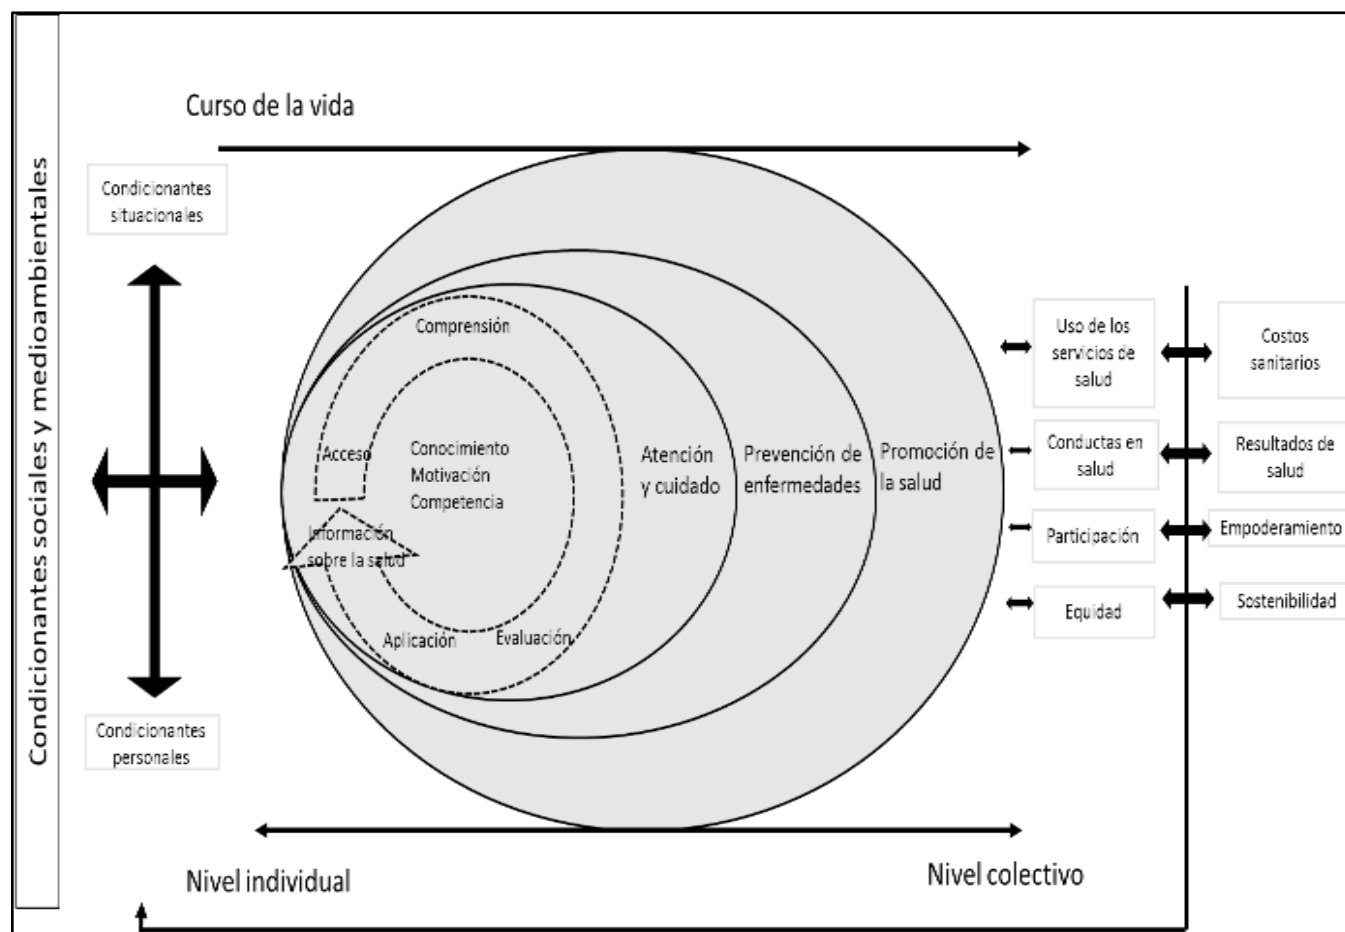 Condicionantes sociales y medioambientales
Curso de la vida
Condicionantes
situacionales
Condicionantes
personales
Comprensión
Acceso
Conocimiento
Motivación
Competencia
Información
sobre la salud
Aplicación
Evaluación
Atención
y cuidado
Prevención de
enfermedades
Promoción de
la salud
Uso de los
servicios de
salud
Conductas en
salud
Participación
Equidad
Costos
sanitarios
Resultados de
salud
Empoderamiento
Sostenibilidad
Nivel individual
Nivel colectivo